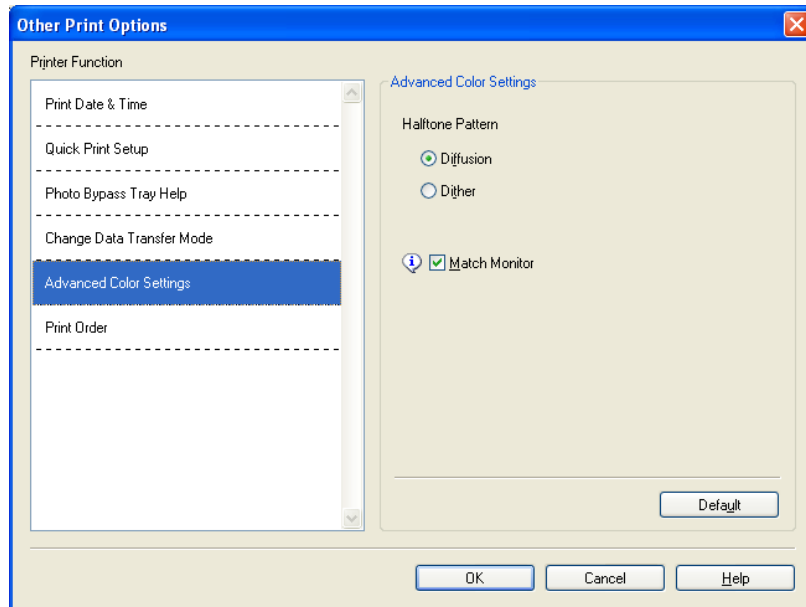 Other Print Options
Printer Function
Print Date & Time
Quick Print Setup
Photo Bypass Tray Help
Change Data Transfer Mode
Advanced Color Settings
Print Order
Advanced Color Settings
Halftone Pattern
Diffusion
Dither
Match Monitor
Default
OK
Cancel
Help